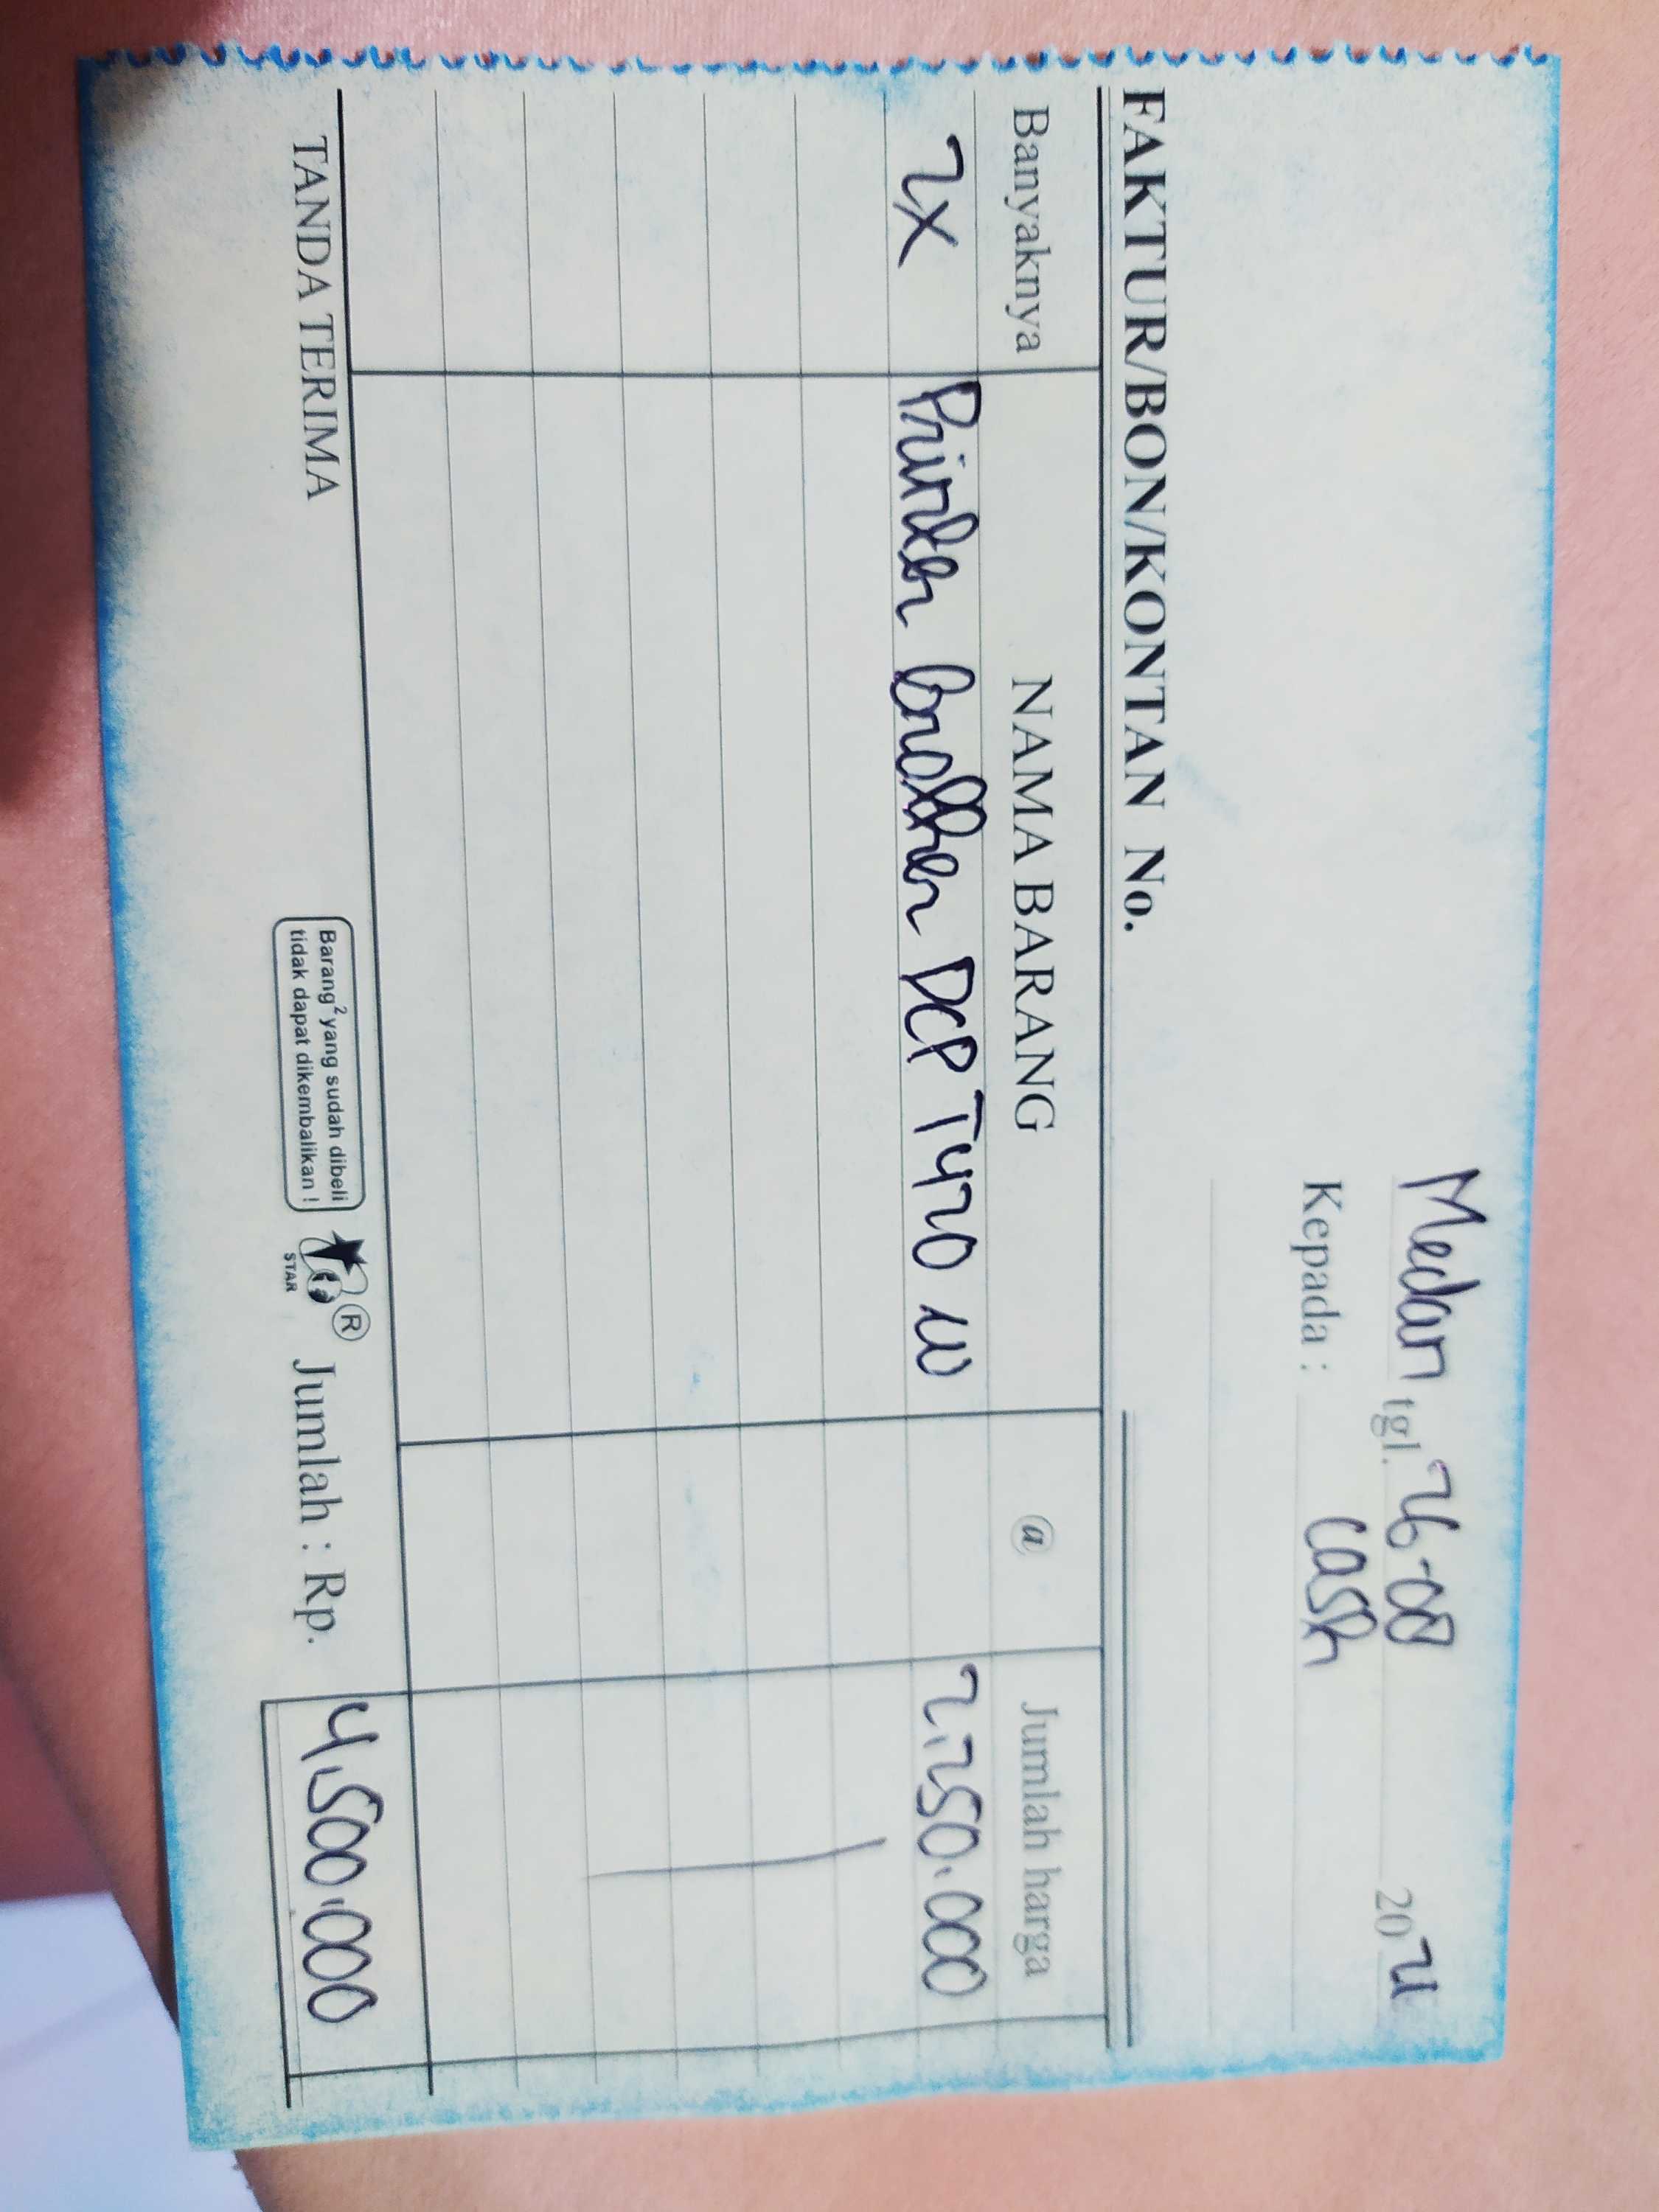 Medan tgl. 26-08 20
Kepada : cash
FAKTUR/BON/KONTAN No.
Banyaknya NAMA BARANG @ Jumlah harga
2x Printer Brother DCP T420 W 2.250.000
TANDA TERIMA
Barang² yang sudah dibeli
tidak dapat dikembalikan !
STAR ®
Jumlah : Rp. 4.500.000